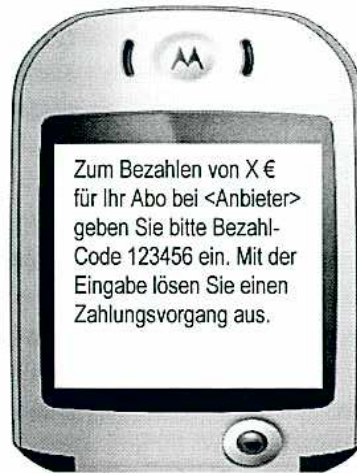 Zum Bezahlen von X €
für Ihr Abo bei <Anbieter>
geben Sie bitte Bezahl-
Code 123456 ein. Mit der
Eingabe lösen Sie einen
Zahlungsvorgang aus.